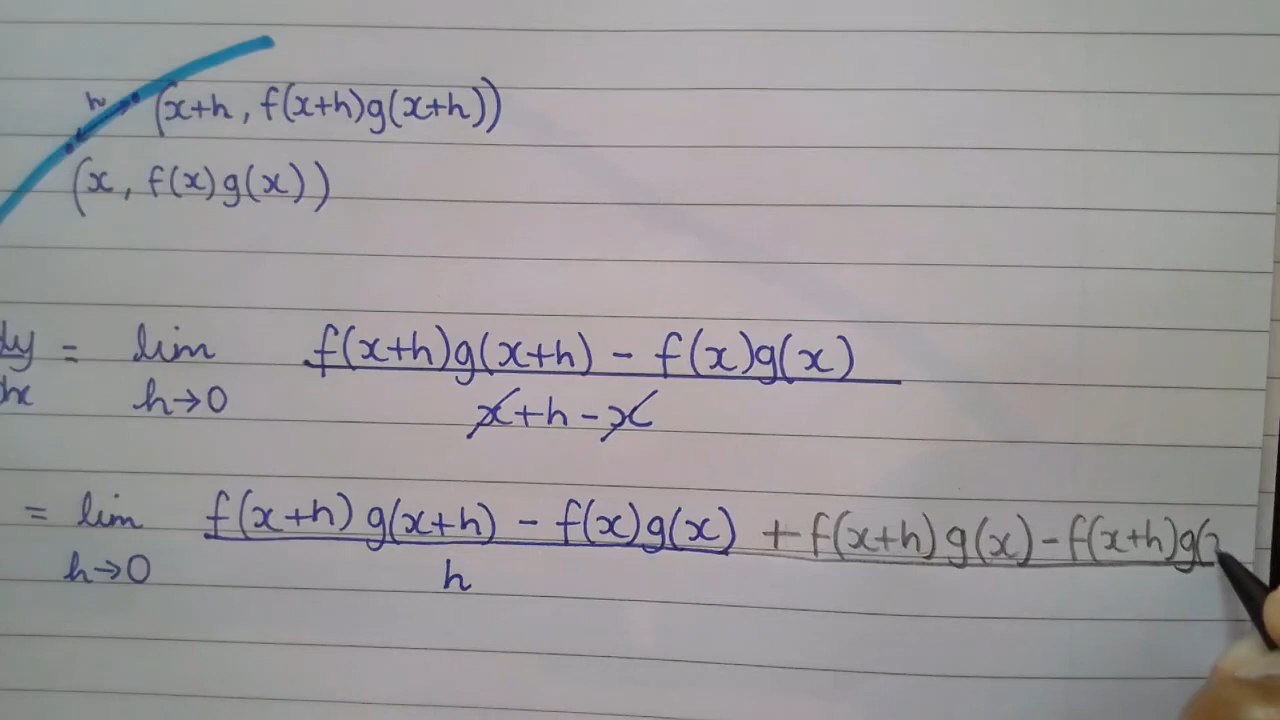 h (x+h, f(x+h)g(x+h))
(x, f(x)g(x))
dy = lim f(x+h)g(x+h) - f(x)g(x)
dx h→0 x+h-x
= lim f(x+h) g(x+h) - f(x)g(x) + f(x+h) g(x) - f(x+h)g(
h→0 h